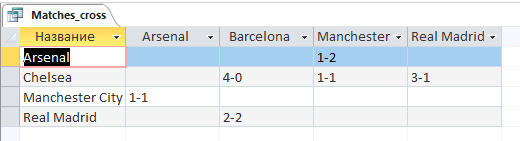 Matches_cross
Название Arsenal Barcelona Manchester Real Madrid
Arsenal 1-2
Chelsea 4-0 1-1 3-1
Manchester City 1-1
Real Madrid 2-2